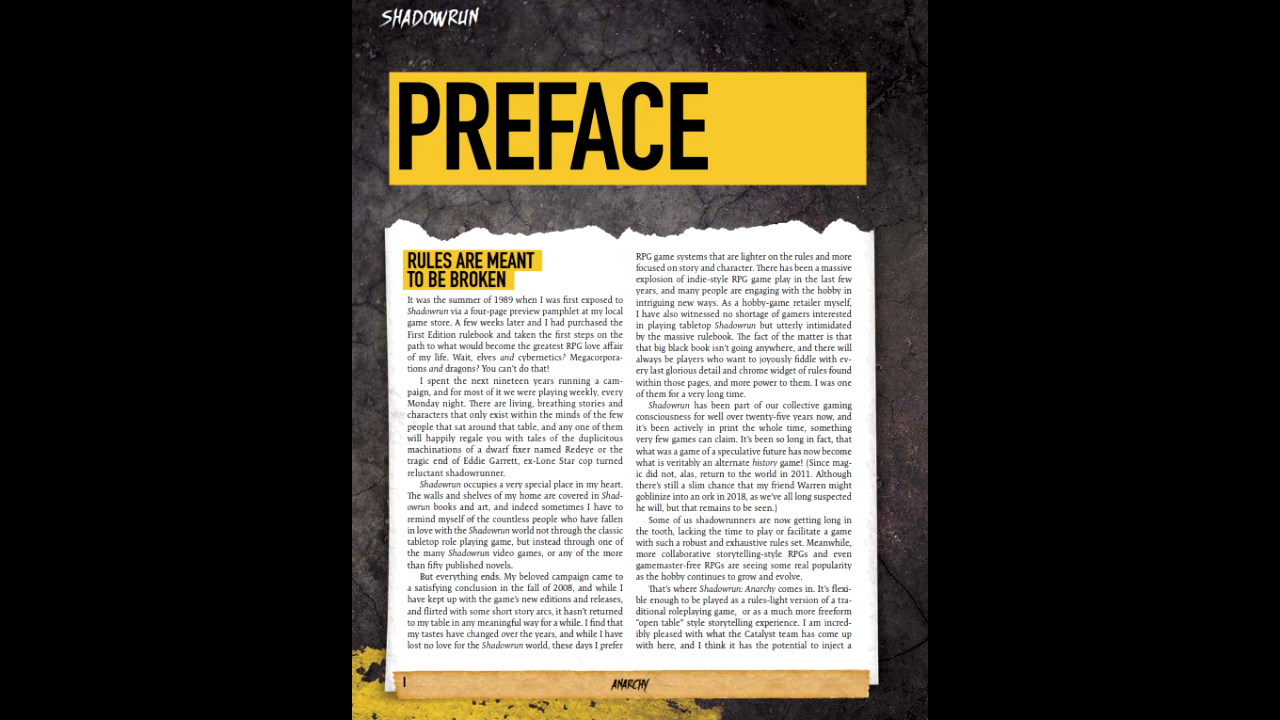 SHADOWRUN
PREFACE
RULES ARE MEANT
TO BE BROKEN
It was the summer of 1989 when I was first exposed to
Shadowrun via a four-page preview pamphlet at my local
game store. A few weeks later and I had purchased the
First Edition rulebook and taken the first steps on the
path to what would become the greatest RPG love affair
of my life. Wait, elves and cybernetics? Megacorpora-
tions and dragons? You can't do that!
I spent the next nineteen years running a cam-
paign, and for most of it we were playing weekly, every
Monday night. There are living, breathing stories and
characters that only exist within the minds of the few
people that sat around that table, and any one of them
will happily regale you with tales of the duplicitous
machinations of a dwarf fixer named Redeye or the
tragic end of Eddie Garrett, ex-Lone Star cop turned
reluctant shadowrunner.
Shadowrun occupies a very special place in my heart.
The walls and shelves of my home are covered in Shad-
owrun books and art, and indeed sometimes I have to
remind myself of the countless people who have fallen
in love with the Shadowrun world not through the classic
tabletop role playing game, but instead through one of
the many Shadowrun video games, or any of the more
than fifty published novels.
But everything ends. My beloved campaign came to
a satisfying conclusion in the fall of 2008, and while I
have kept up with the game's new editions and releases,
and flirted with some short story arcs, it hasn't returned
to my table in any meaningful way for a while. I find that
my tastes have changed over the years, and while I have
lost no love for the Shadowrun world, these days I prefer
RPG game systems that are lighter on the rules and more
focused on story and character. There has been a massive
explosion of indie-style RPG game play in the last few
years, and many people are engaging with the hobby in
intriguing new ways. As a hobby-game retailer myself,
I have also witnessed no shortage of gamers interested
in playing tabletop Shadowrun but utterly intimidated
by the massive rulebook. The fact of the matter is that
that big black book isn't going anywhere, and there will
always be players who want to joyously fiddle with ev-
ery last glorious detail and chrome widget of rules found
within those pages, and more power to them. I was one
of them for a very long time.
Shadowrun has been part of our collective gaming
consciousness for well over twenty-five years now, and
it's been actively in print the whole time, something
very few games can claim. It's been so long in fact, that
what was a game of a speculative future has now become
what is veritably an alternate history game! (Since mag-
ic did not, alas, return to the world in 2011. Although
there's still a slim chance that my friend Warren might
goblinize into an ork in 2018, as we've all long suspected
he will, but that remains to be seen.)
Some of us shadowrunners are now getting long in
the tooth, lacking the time to play or facilitate a game
with such a robust and exhaustive rules set. Meanwhile,
more collaborative storytelling-style RPGs and even
gamemaster-free RPGs are seeing some real popularity
as the hobby continues to grow and evolve.
That's where Shadowrun: Anarchy comes in. It's flexi-
ble enough to be played as a rules-light version of a tra-
ditional roleplaying game, or as a much more freeform
"open table" style storytelling experience. I am incred-
ibly pleased with what the Catalyst team has come up
with here, and I think it has the potential to inject a
1
ANARCHY